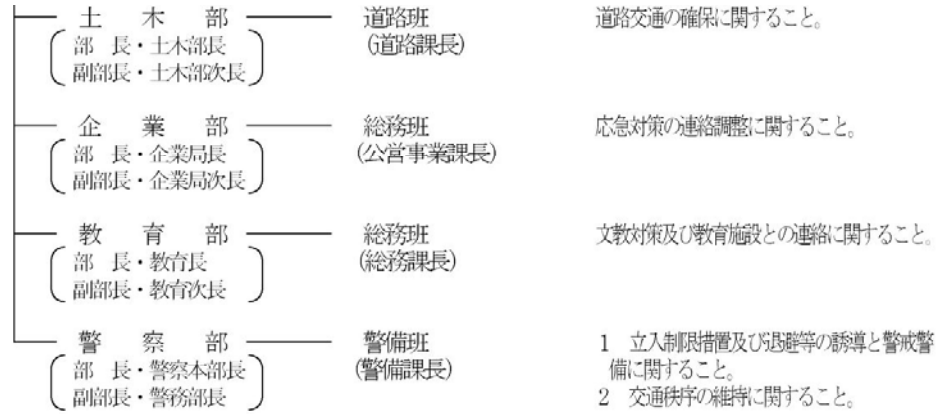 土木部 道路班 道路交通の確保に関すること。
部 長・土木部長 (道路課長)
副部長・土木部次長
企業部 総務班 応急対策の連絡調整に関すること。
部 長・企業局長 (公営事業課長)
副部長・企業局次長
教育部 総務班 文教対策及び教育施設との連絡に関すること。
部 長・教育長 (総務課長)
副部長・教育次長
警察部 警備班 1 立入制限措置及び退避等の誘導と警戒警
部 長・警察本部長 (警備課長) 備に関すること。
副部長・警務部長 2 交通秩序の維持に関すること。